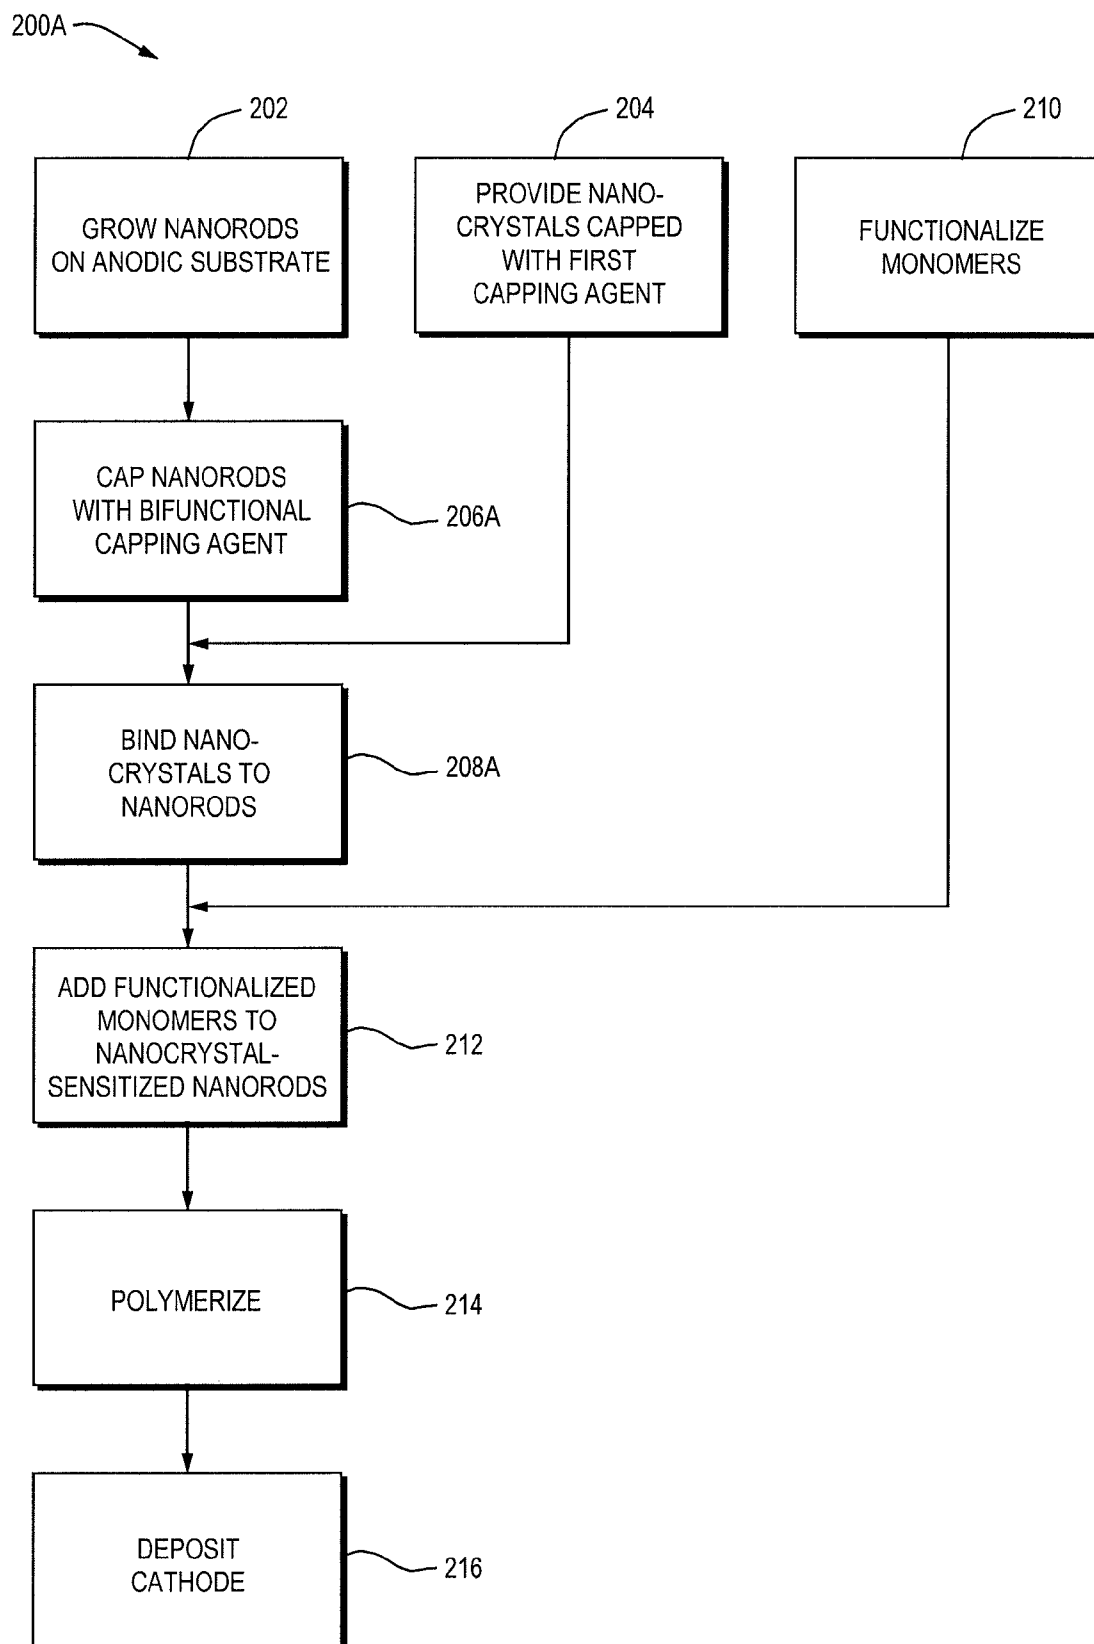 200A
202
204
210
GROW NANORODS
ON ANODIC SUBSTRATE
PROVIDE NANO-
CRYSTALS CAPPED
WITH FIRST
CAPPING AGENT
FUNCTIONALIZE
MONOMERS
CAP NANORODS
WITH BIFUNCTIONAL
CAPPING AGENT
206A
BIND NANO-
CRYSTALS TO
NANORODS
208A
ADD FUNCTIONALIZED
MONOMERS TO
NANOCRYSTAL-
SENSITIZED NANORODS
212
POLYMERIZE
214
DEPOSIT
CATHODE
216